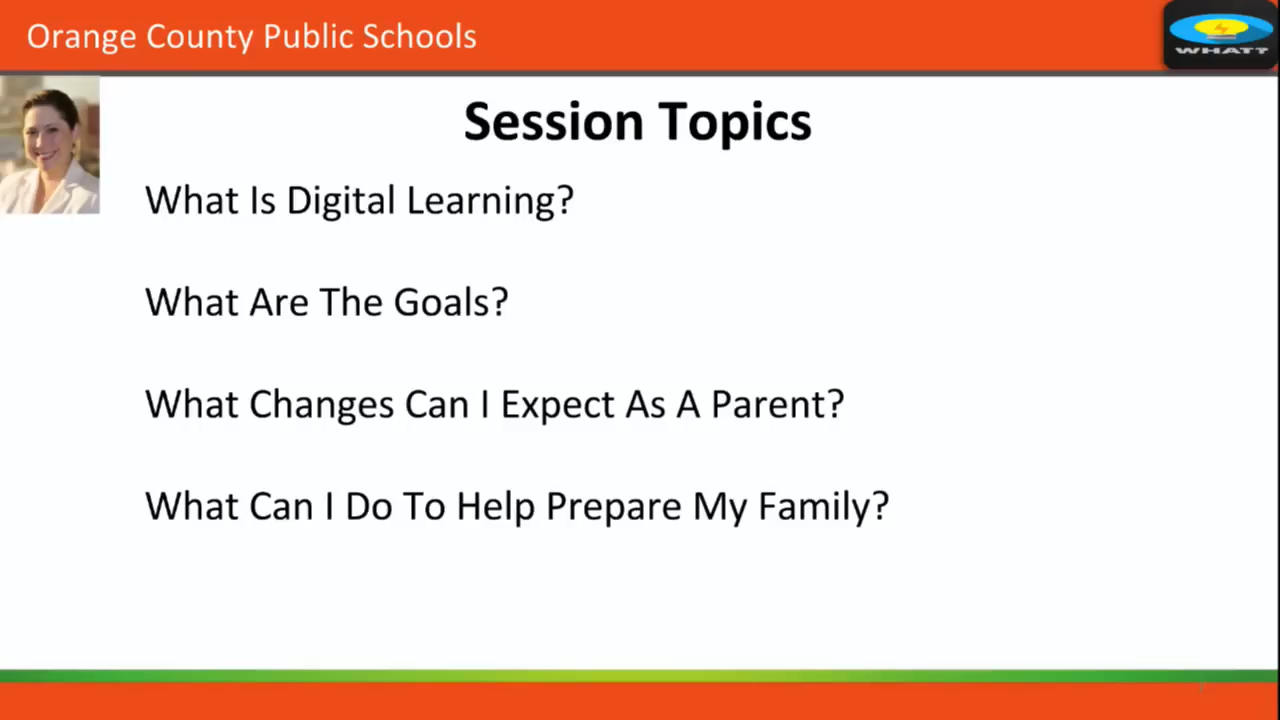 Orange County Public Schools
WHATT
Session Topics
What Is Digital Learning?
What Are The Goals?
What Changes Can I Expect As A Parent?
What Can I Do To Help Prepare My Family?